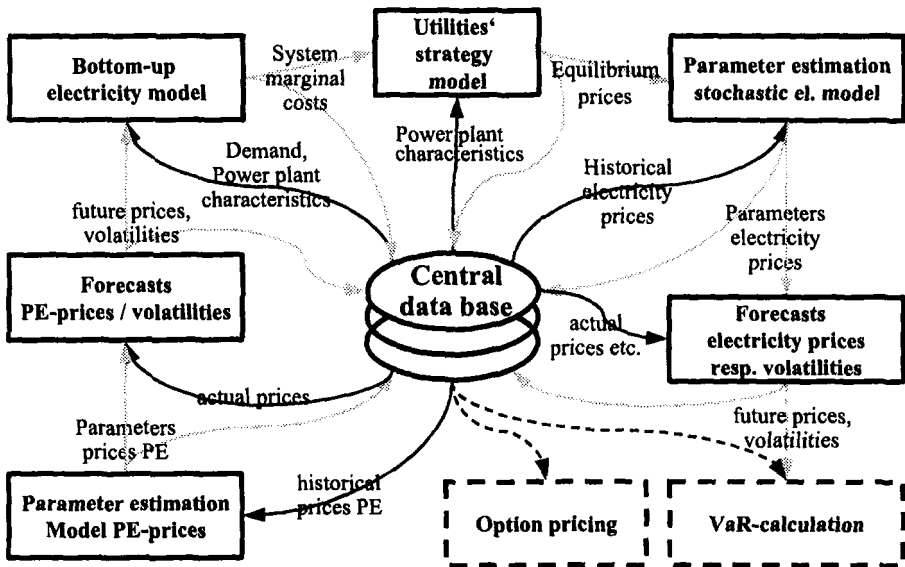 Utilities‘
strategy
model
Bottom-up
electricity model
System
marginal
costs
Equilibrium
prices
Parameter estimation
stochastic el. model
Demand,
Power plant
characteristics
Power plant
characteristics
Historical
electricity
prices
future prices,
volatilities
Parameters
electricity
prices
Forecasts
PE-prices / volatilities
Central
data base
actual
prices etc.
Forecasts
electricity prices
resp. volatilities
actual prices
Parameters
prices PE
future prices,
volatilities
historical
prices PE
Parameter estimation
Model PE-prices
Option pricing
VaR-calculation